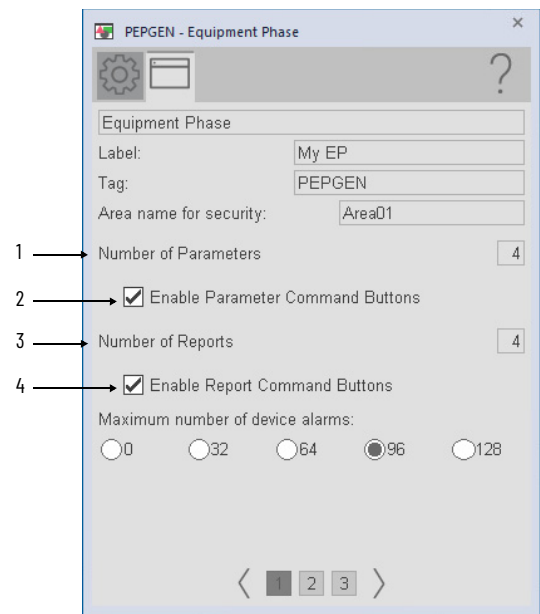 PEPGEN - Equipment Phase
Equipment Phase
Label: My EP
Tag: PEPGEN
Area name for security: Area01
1 Number of Parameters 4
2 Enable Parameter Command Buttons
3 Number of Reports 4
4 Enable Report Command Buttons
Maximum number of device alarms:
0 32 64 96 128
1 2 3